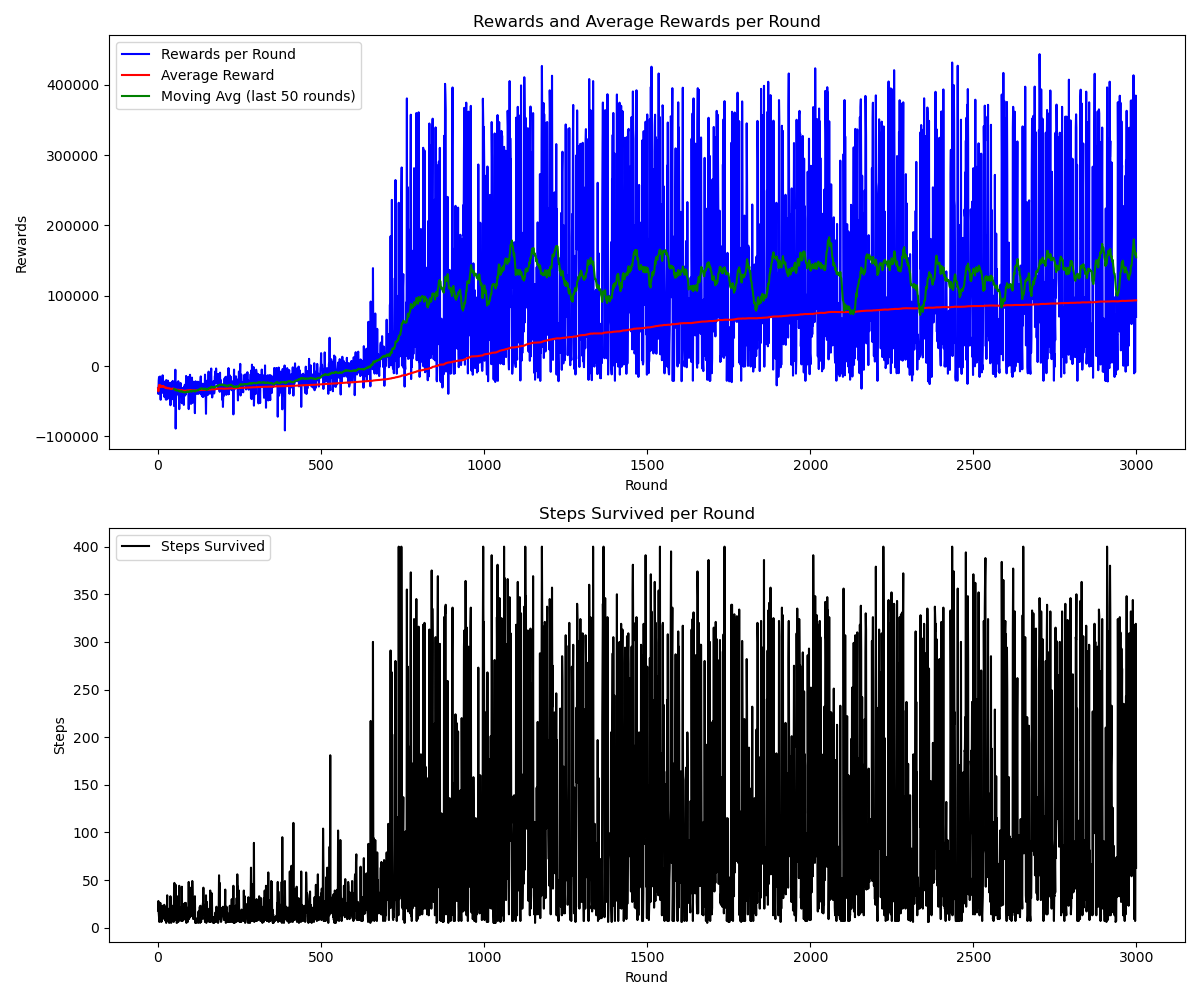 Rewards and Average Rewards per Round
Rewards per Round
Average Reward
Moving Avg (last 50 rounds)
400000
300000
200000
100000
0
−100000
Rewards
0 500 1000 1500 2000 2500 3000
Round
Steps Survived per Round
Steps Survived
400
350
300
250
200
150
100
50
0
Steps
0 500 1000 1500 2000 2500 3000
Round